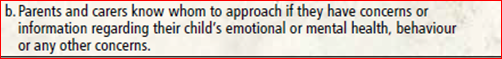 b. Parents and carers know whom to approach if they have concerns or
information regarding their child's emotional or mental health, behaviour
or any other concerns.